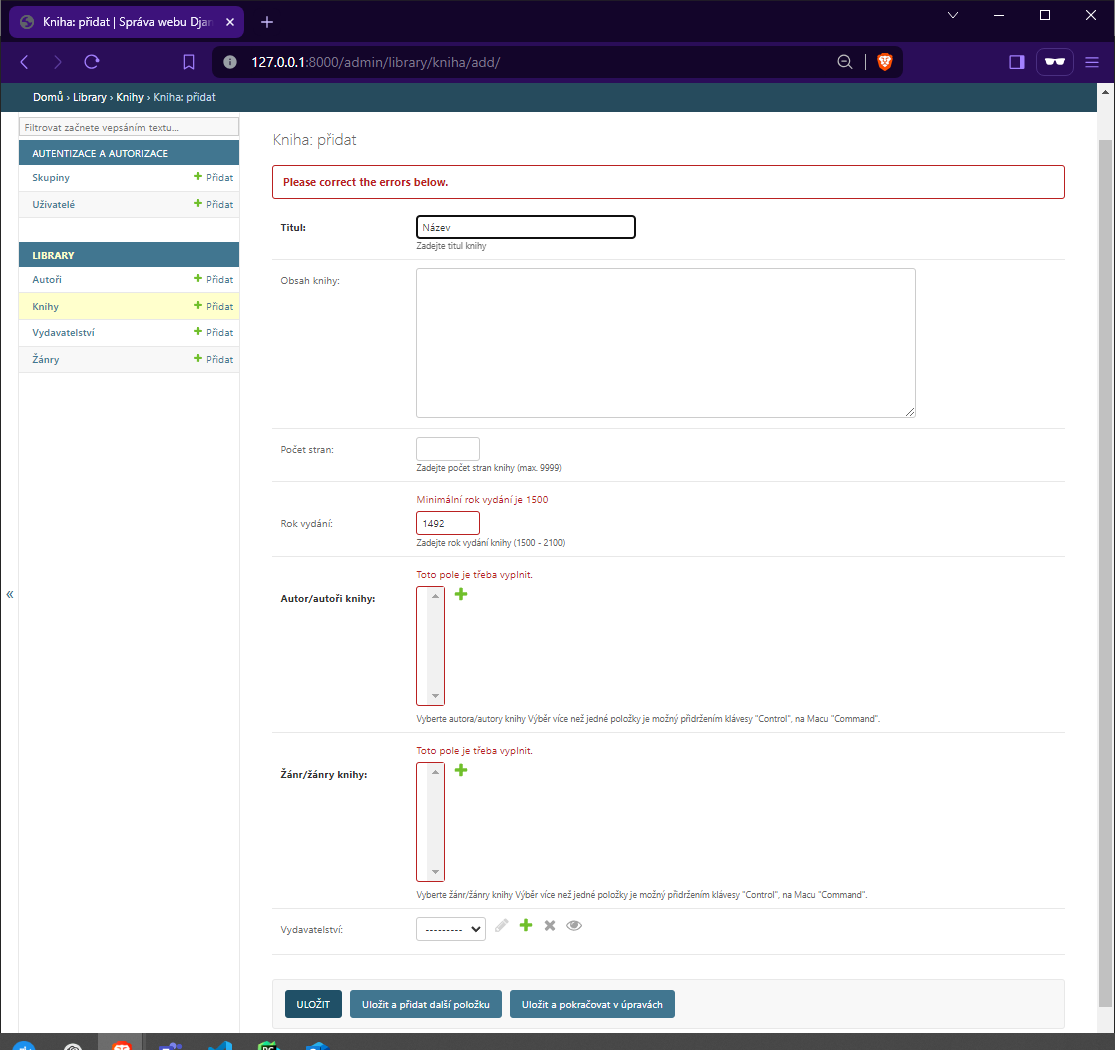 Kniha: přidat | Správa webu Djan
127.0.0.1:8000/admin/library/kniha/add/
Domů › Library › Knihy › Kniha: přidat
Filtrovat začnete vepsáním textu...
AUTENTIZACE A AUTORIZACE
Skupiny Přidat
Uživatelé Přidat
LIBRARY
Autoři Přidat
Knihy Přidat
Vydavatelství Přidat
Žánry Přidat
«
Kniha: přidat
Please correct the errors below.
Titul: Název
Zadejte titul knihy
Obsah knihy:
Počet stran:
Zadejte počet stran knihy (max. 9999)
Minimální rok vydání je 1500
Rok vydání: 1492
Zadejte rok vydání knihy (1500 - 2100)
Toto pole je třeba vyplnit.
Autor/autoři knihy:
Vyberte autora/autory knihy Výběr více než jedné položky je možný přidržením klávesy "Control", na Macu "Command".
Toto pole je třeba vyplnit.
Žánr/žánry knihy:
Vyberte žánr/žánry knihy Výběr více než jedné položky je možný přidržením klávesy "Control", na Macu "Command".
Vydavatelství: ---------
ULOŽIT Uložit a přidat další položku Uložit a pokračovat v úpravách